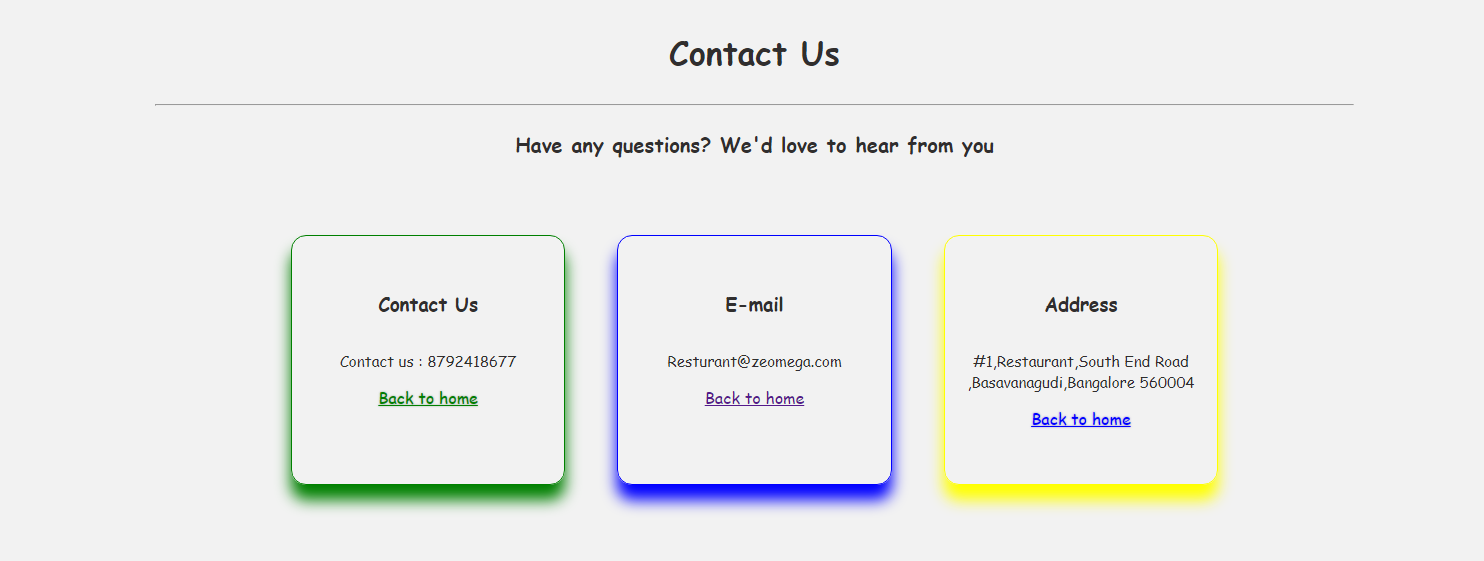 Contact Us
Have any questions? We'd love to hear from you
Contact Us
Contact us : 8792418677
Back to home
E-mail
Resturant@zeomega.com
Back to home
Address
#1,Restaurant,South End Road
,Basavanagudi,Bangalore 560004
Back to home